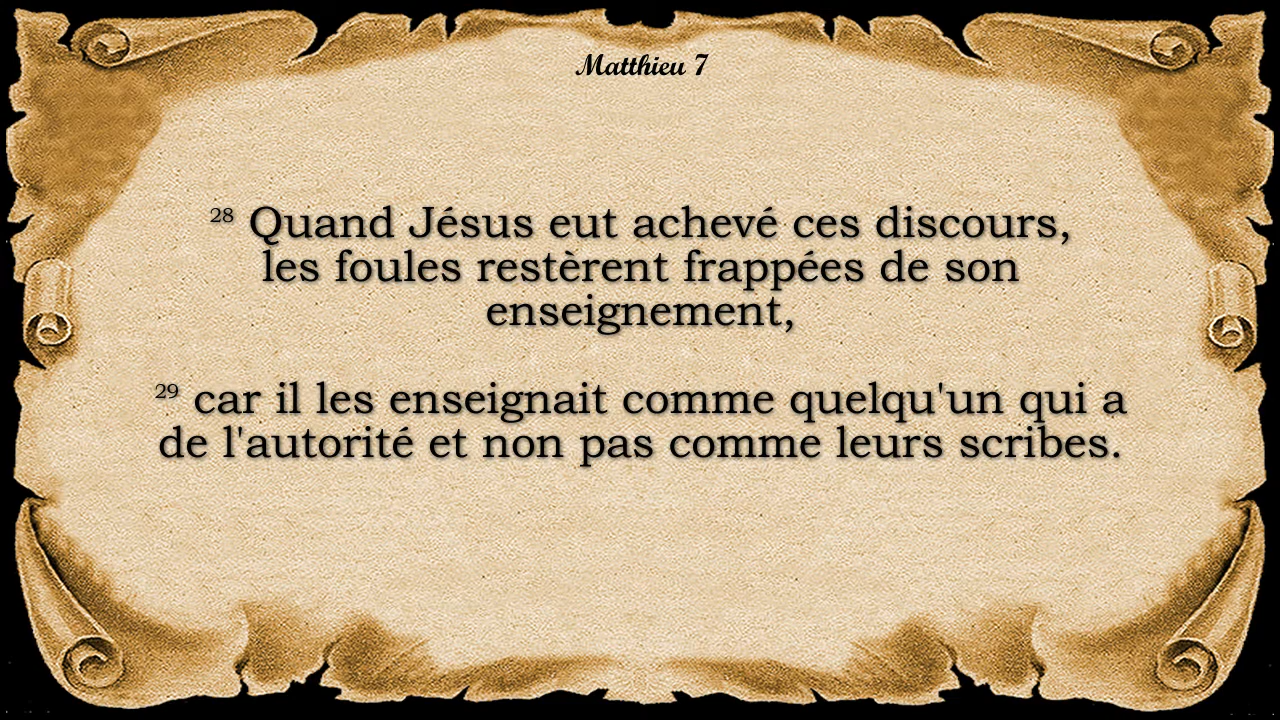 Matthieu 7
28 Quand Jésus eut achevé ces discours,
les foules restèrent frappées de son
enseignement,
29 car il les enseignait comme quelqu'un qui a
de l'autorité et non pas comme leurs scribes.